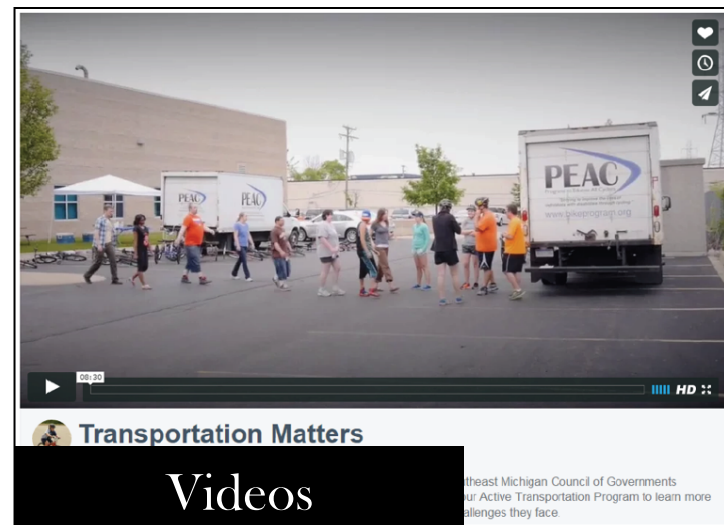 PEAC
PEAC
PEAC
www.bikeprogram.org
08:30
HD
Transportation Matters
theast Michigan Council of Governments
our Active Transportation Program to learn more
allenges they face.
Videos